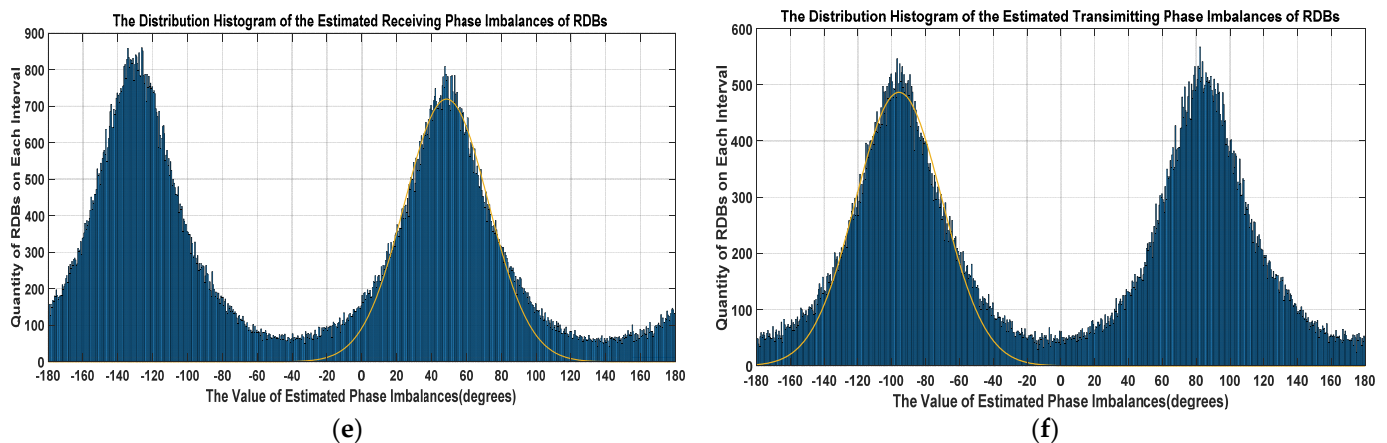 The Distribution Histogram of the Estimated Receiving Phase Imbalances of RDBs
Quantity of RDBs on Each Interval
900
800
700
600
500
400
300
200
100
0
-180 -160 -140 -120 -100 -80 -60 -40 -20 0 20 40 60 80 100 120 140 160 180
The Value of Estimated Phase Imbalances(degrees)
(e)
The Distribution Histogram of the Estimated Transimitting Phase Imbalances of RDBs
Quantity of RDBs on Each Interval
600
500
400
300
200
100
0
-180 -160 -140 -120 -100 -80 -60 -40 -20 0 20 40 60 80 100 120 140 160 180
The Value of Estimated Phase Imbalances(degrees)
(f)